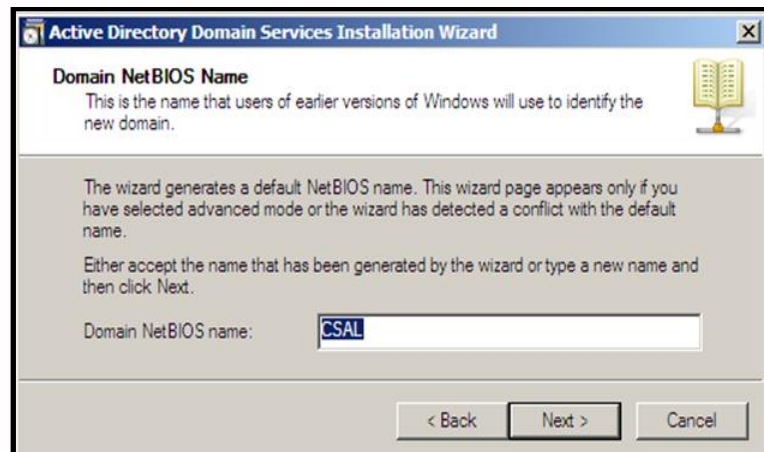 Active Directory Domain Services Installation Wizard
Domain NetBIOS Name
This is the name that users of earlier versions of Windows will use to identify the
new domain.
The wizard generates a default NetBIOS name. This wizard page appears only if you
have selected advanced mode or the wizard has detected a conflict with the default
name.
Either accept the name that has been generated by the wizard or type a new name and
then click Next.
Domain NetBIOS name: CSAL
< Back Next > Cancel